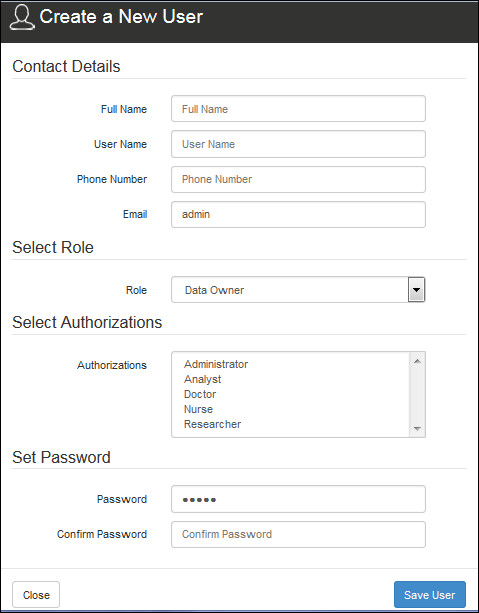 Create a New User
Contact Details
Full Name Full Name
User Name User Name
Phone Number Phone Number
Email admin
Select Role
Role Data Owner
Select Authorizations
Authorizations Administrator
Analyst
Doctor
Nurse
Researcher
Set Password
Password •••••
Confirm Password Confirm Password
Close Save User